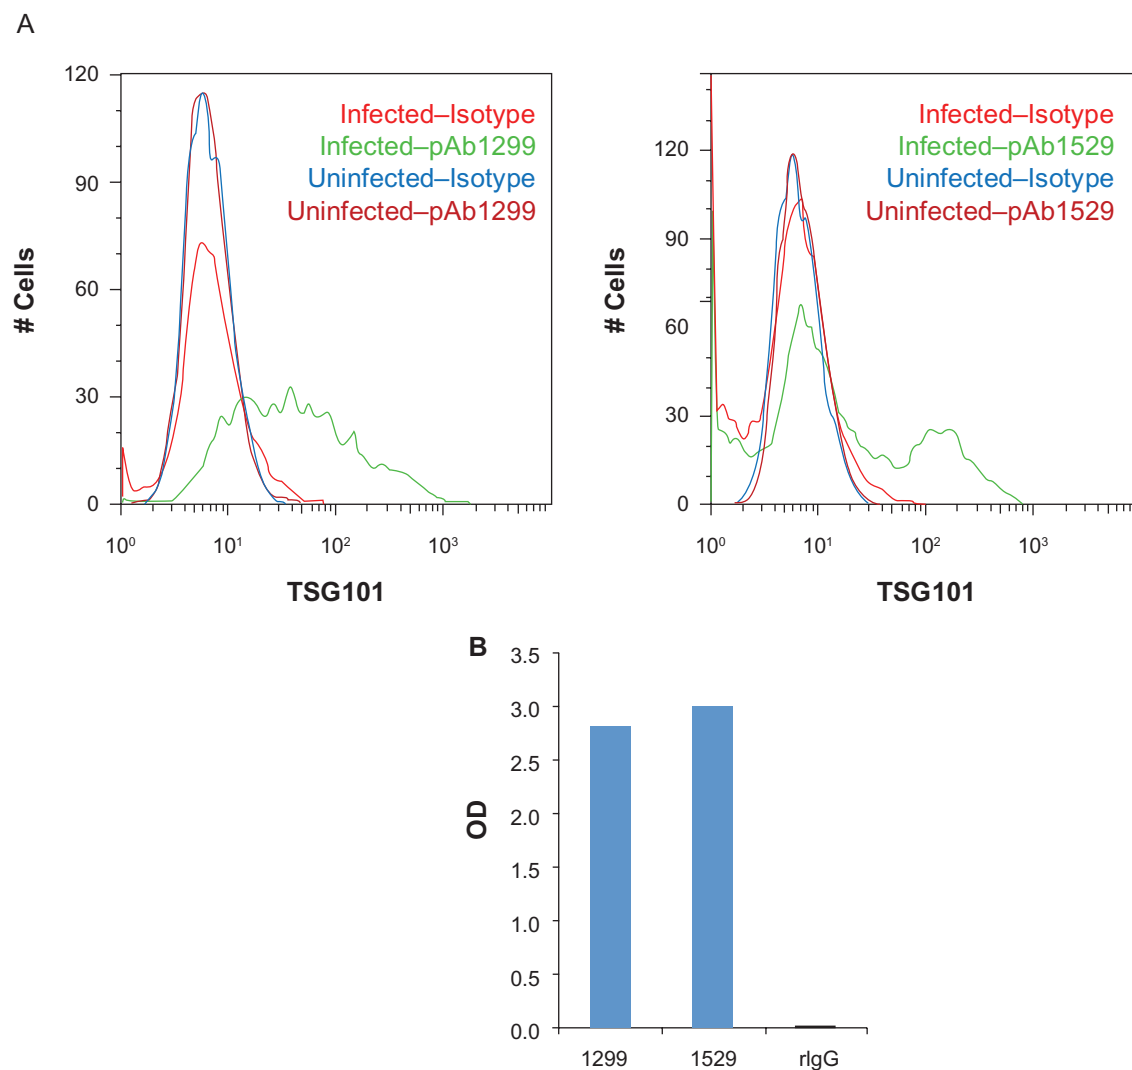 A
120
90
60
30
0
# Cells
10⁰ 10¹ 10² 10³
TSG101
Infected–Isotype
Infected–pAb1299
Uninfected–Isotype
Uninfected–pAb1299
120
90
60
30
0
# Cells
10⁰ 10¹ 10² 10³
TSG101
Infected–Isotype
Infected–pAb1529
Uninfected–Isotype
Uninfected–pAb1529
B
3.5
3.0
2.5
2.0
1.5
1.0
0.5
0.0
OD
1299 1529 rIgG